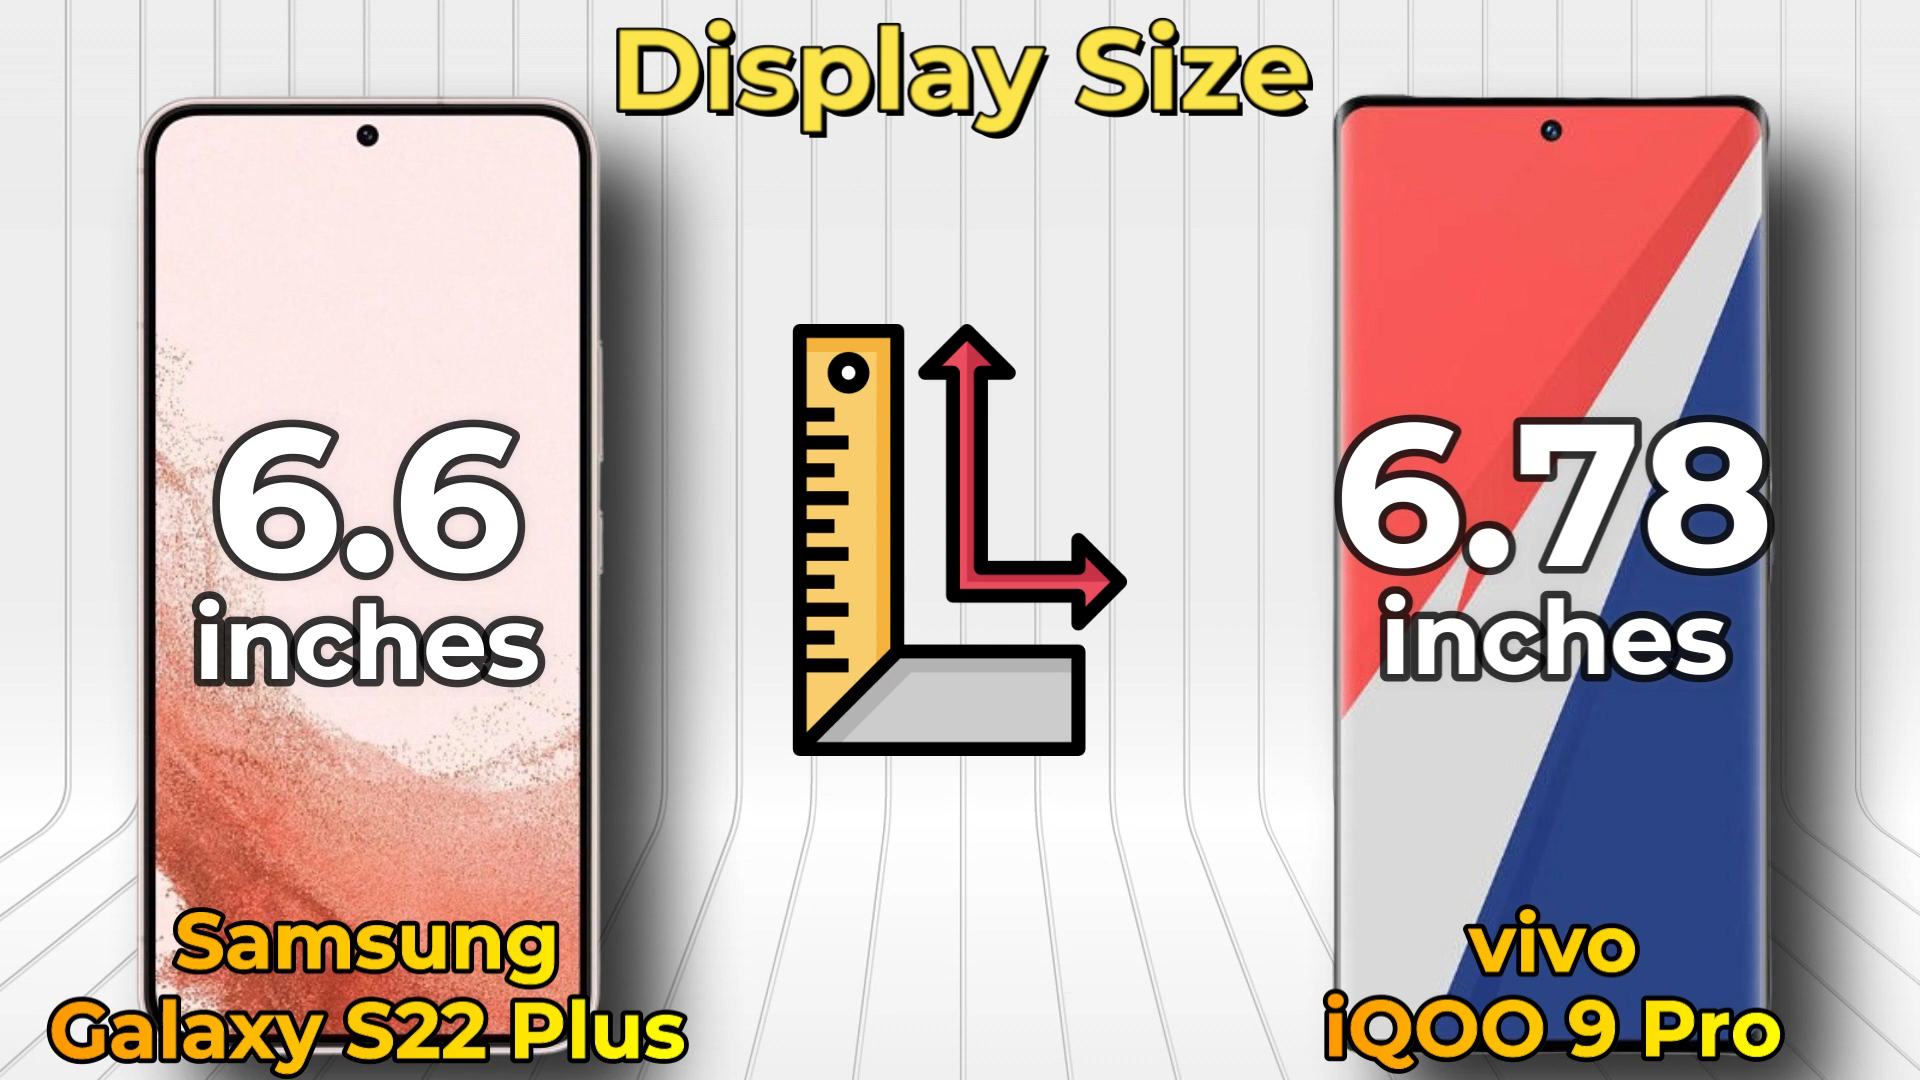 Display Size
6.6
inches
6.78
inches
Samsung
Galaxy S22 Plus
vivo
iQOO 9 Pro